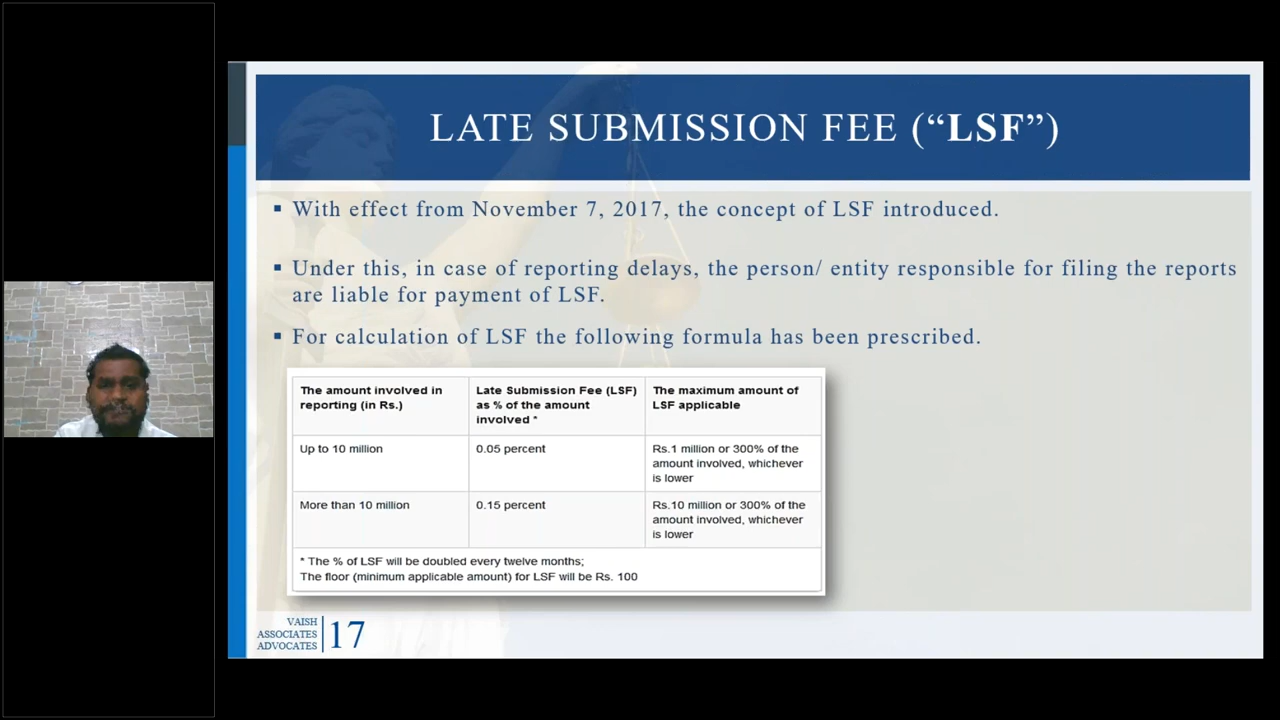 LATE SUBMISSION FEE (“LSF”)
▪ With effect from November 7, 2017, the concept of LSF introduced.
▪ Under this, in case of reporting delays, the person/ entity responsible for filing the reports
are liable for payment of LSF.
▪ For calculation of LSF the following formula has been prescribed.
The amount involved in
reporting (in Rs.)
Late Submission Fee (LSF)
as % of the amount
involved *
The maximum amount of
LSF applicable
Up to 10 million
0.05 percent
Rs.1 million or 300% of the
amount involved, whichever
is lower
More than 10 million
0.15 percent
Rs.10 million or 300% of the
amount involved, whichever
is lower
* The % of LSF will be doubled every twelve months;
The floor (minimum applicable amount) for LSF will be Rs. 100
VAISH
ASSOCIATES
ADVOCATES
17